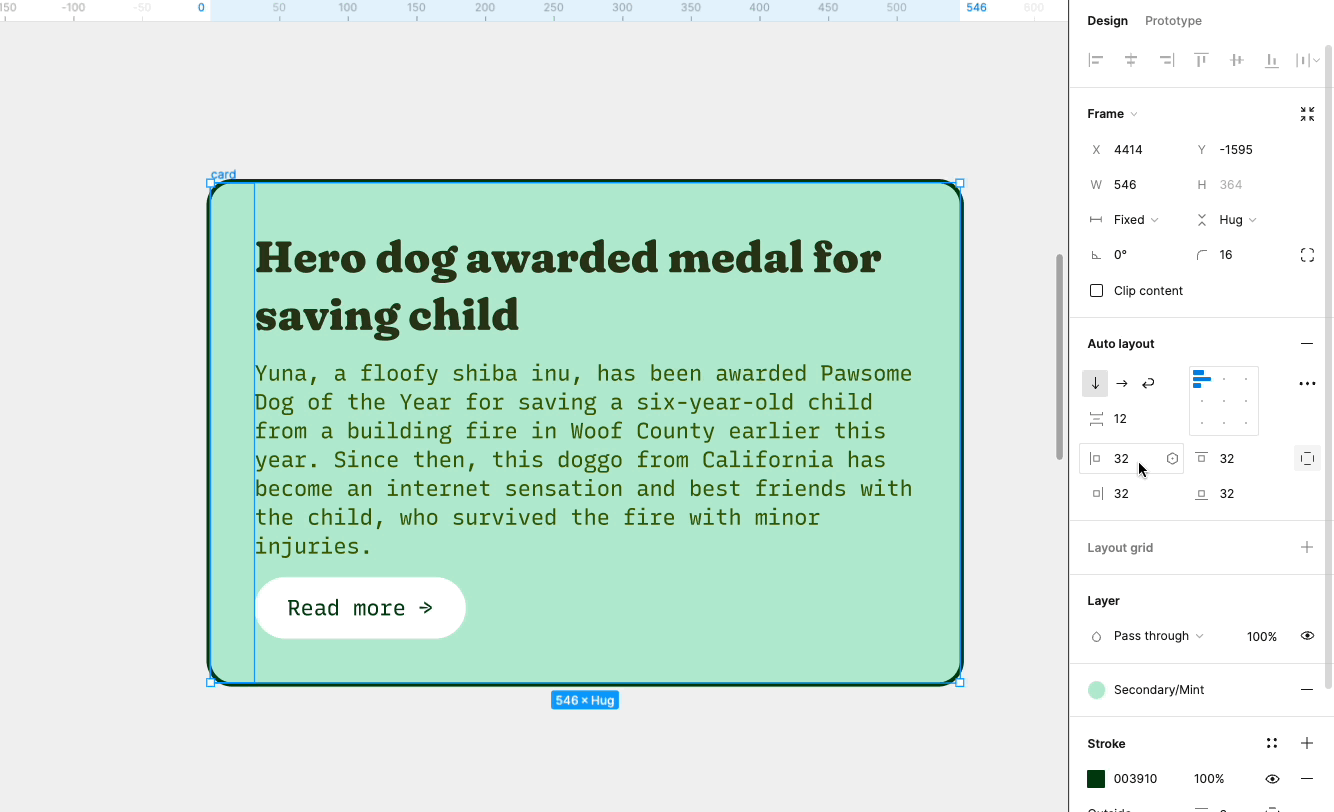 150 -100 -50 0 50 100 150 200 250 300 350 400 450 500 546 600
Design Prototype
Frame
X 4414 Y -1595
W 546 H 364
Fixed Hug
0° 16
Clip content
Auto layout
12
32 32
32 32
Layout grid
Layer
Pass through 100%
Secondary/Mint
Stroke
003910 100%
card
Hero dog awarded medal for
saving child
Yuna, a floofy shiba inu, has been awarded Pawsome
Dog of the Year for saving a six-year-old child
from a building fire in Woof County earlier this
year. Since then, this doggo from California has
become an internet sensation and best friends with
the child, who survived the fire with minor
injuries.
Read more →
546 × Hug